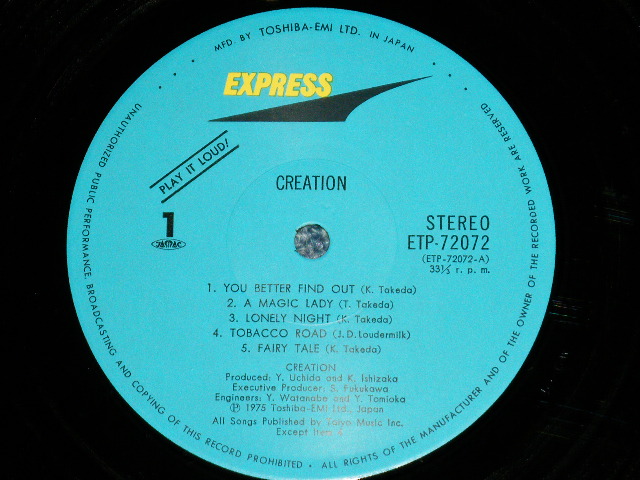 MFD. BY TOSHIBA-EMI LTD. IN JAPAN
EXPRESS
PLAY IT LOUD!
CREATION
1
JASRAC
STEREO
ETP-72072
(ETP-72072-A)
33⅓ r. p. m.
1. YOU BETTER FIND OUT (K. Takeda)
2. A MAGIC LADY (T. Takeda)
3. LONELY NIGHT (K. Takeda)
4. TOBACCO ROAD (J.D. Loudermilk)
5. FAIRY TALE (K. Takeda)
CREATION
Produced: Y. Uchida and K. Ishizaka
Executive Producer: S. Fukukawa
Engineers: Y. Watanabe and Y. Tomioka
Ⓟ 1975 Toshiba-EMI Ltd., Japan
All Songs Published by Taiyo Music Inc.
Except Item 4
UNAUTHORIZED PUBLIC PERFORMANCE, BROADCASTING AND COPYING OF THIS RECORD PROHIBITED • ALL RIGHTS OF THE MANUFACTURER AND OF THE OWNER OF THE RECORDED WORK ARE RESERVED